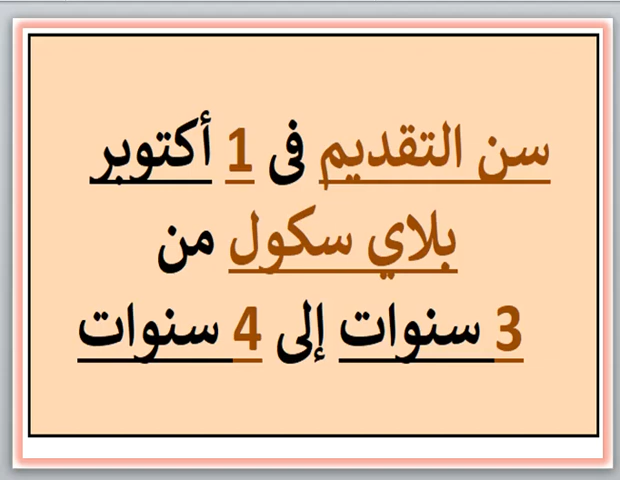 سن التقديم فى 1 أكتوبر
بلاي سكول من
3 سنوات إلى 4 سنوات